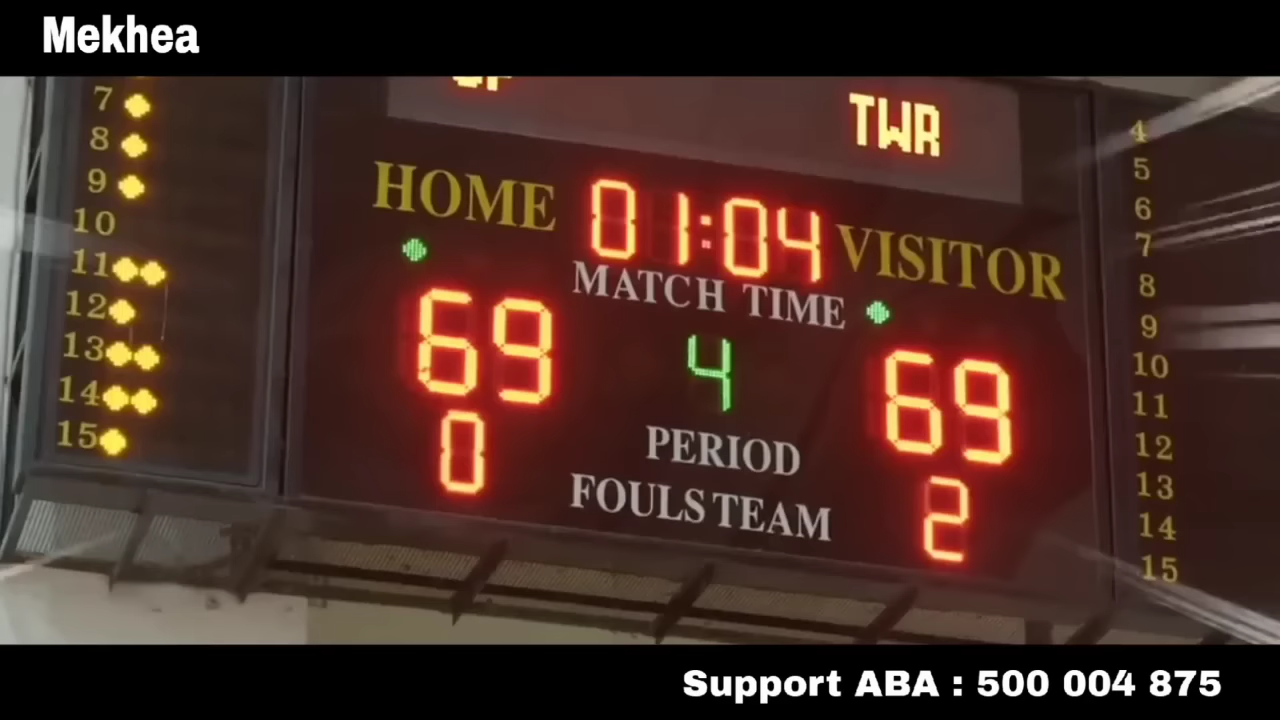 Mekhea
7
8
9
10
11
12
13
14
15
TWR
HOME 01:04 VISITOR
MATCH TIME
69 4 69
PERIOD
0 FOULS TEAM 2
4
5
6
7
8
9
10
11
12
13
14
15
Support ABA : 500 004 875